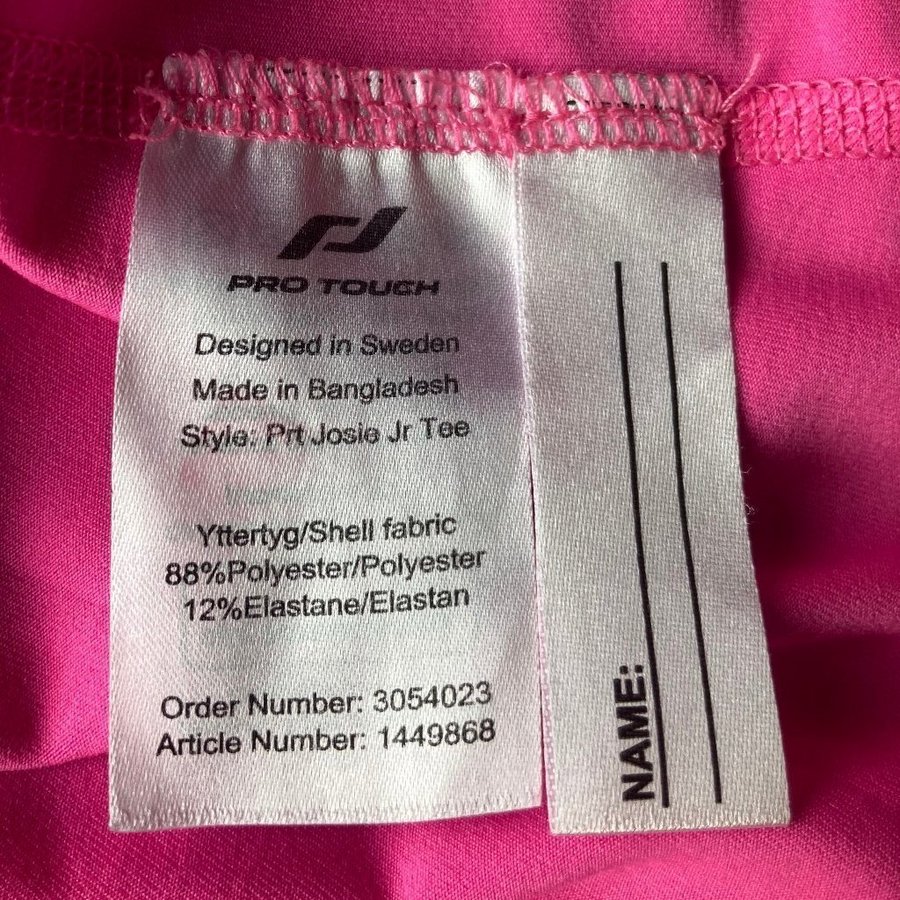 PRO TOUCH
Designed in Sweden
Made in Bangladesh
Style: Prt Josie Jr Tee
Yttertyg/Shell fabric
88%Polyester/Polyester
12%Elastane/Elastan
Order Number: 3054023
Article Number: 1449868
NAME: